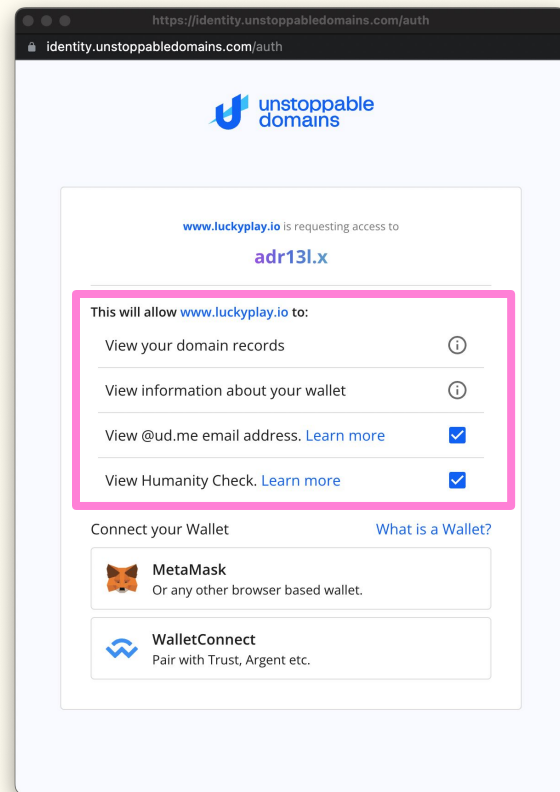 https://identity.unstoppabledomains.com/auth
identity.unstoppabledomains.com/auth
unstoppable
domains
www.luckyplay.io is requesting access to
adr13l.x
This will allow www.luckyplay.io to:
View your domain records
View information about your wallet
View @ud.me email address. Learn more
View Humanity Check. Learn more
Connect your Wallet What is a Wallet?
MetaMask
Or any other browser based wallet.
WalletConnect
Pair with Trust, Argent etc.